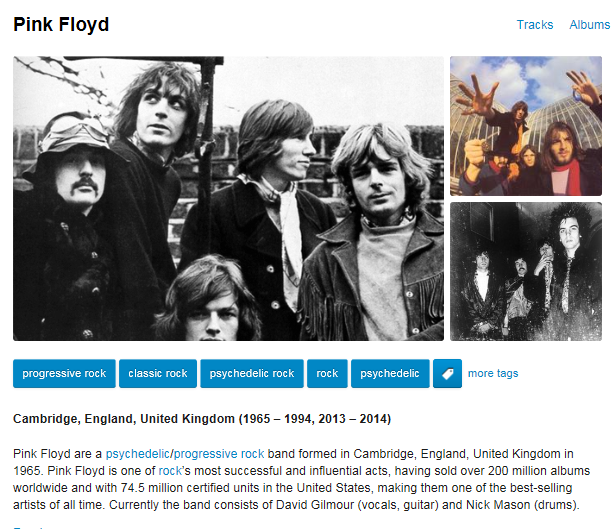 Pink Floyd
Tracks Albums
progressive rock classic rock psychedelic rock rock psychedelic more tags
Cambridge, England, United Kingdom (1965 – 1994, 2013 – 2014)
Pink Floyd are a psychedelic/progressive rock band formed in Cambridge, England, United Kingdom in
1965. Pink Floyd is one of rock's most successful and influential acts, having sold over 200 million albums
worldwide and with 74.5 million certified units in the United States, making them one of the best-selling
artists of all time. Currently the band consists of David Gilmour (vocals, guitar) and Nick Mason (drums).